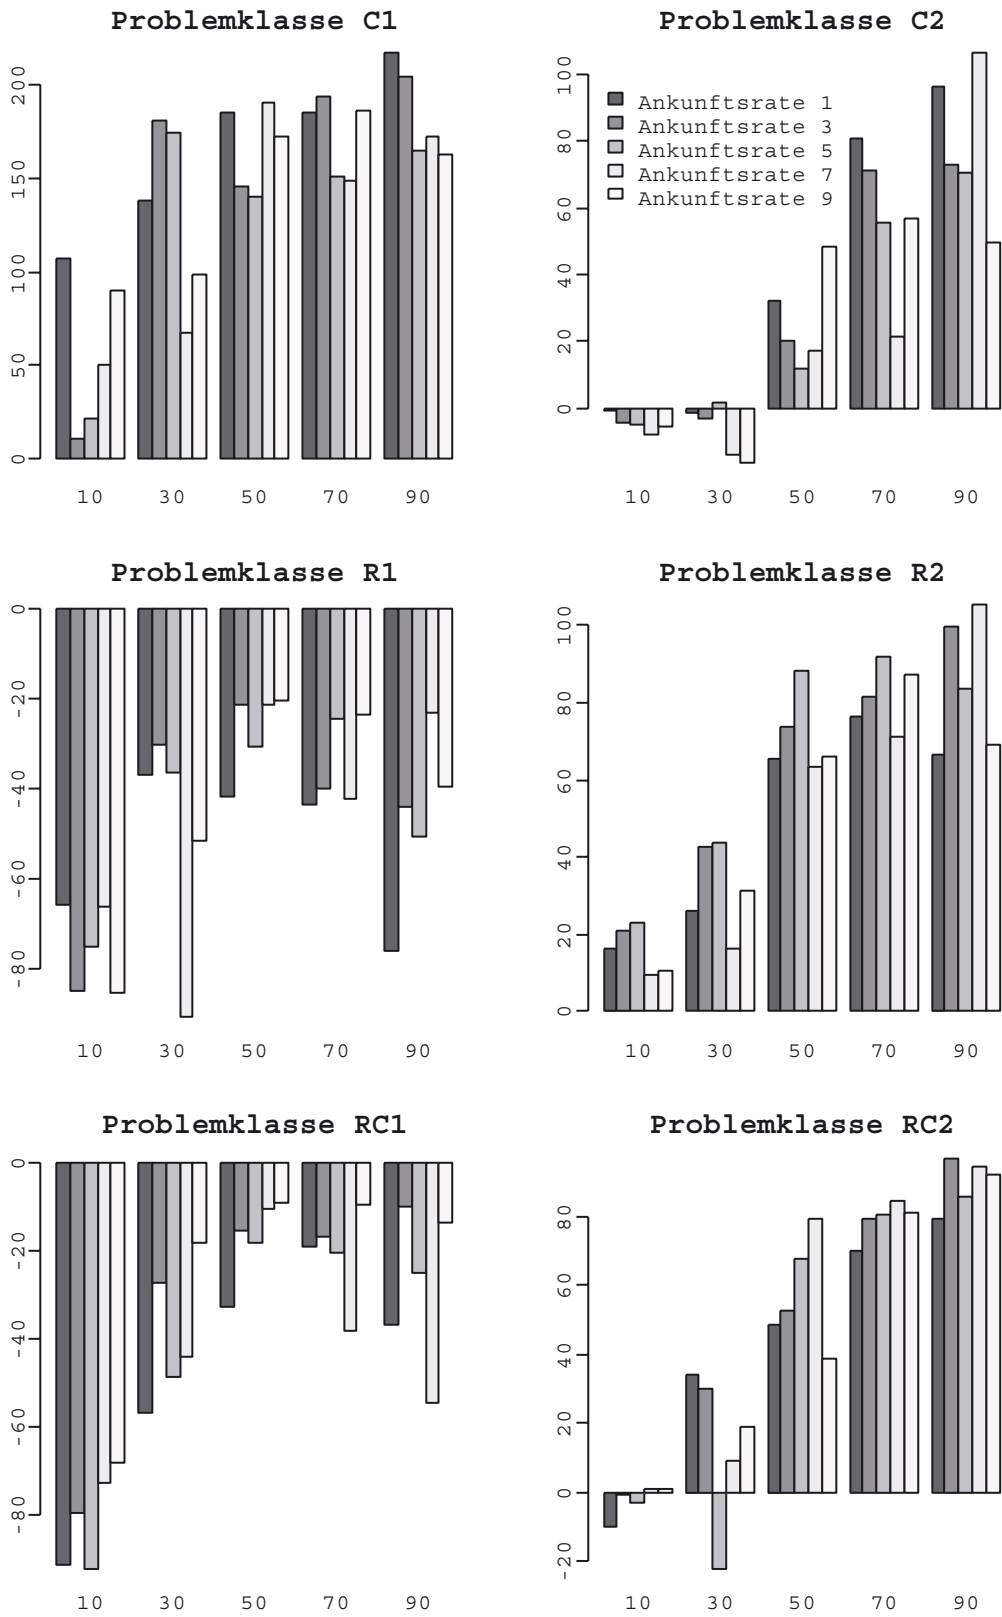 Problemklasse C1
200
150
100
50
0
10 30 50 70 90
Problemklasse C2
100
80
60
40
20
0
Ankunftsrate 1
Ankunftsrate 3
Ankunftsrate 5
Ankunftsrate 7
Ankunftsrate 9
10 30 50 70 90
Problemklasse R1
0
-20
-40
-60
-80
10 30 50 70 90
Problemklasse R2
100
80
60
40
20
0
10 30 50 70 90
Problemklasse RC1
0
-20
-40
-60
-80
10 30 50 70 90
Problemklasse RC2
80
60
40
20
0
-20
10 30 50 70 90